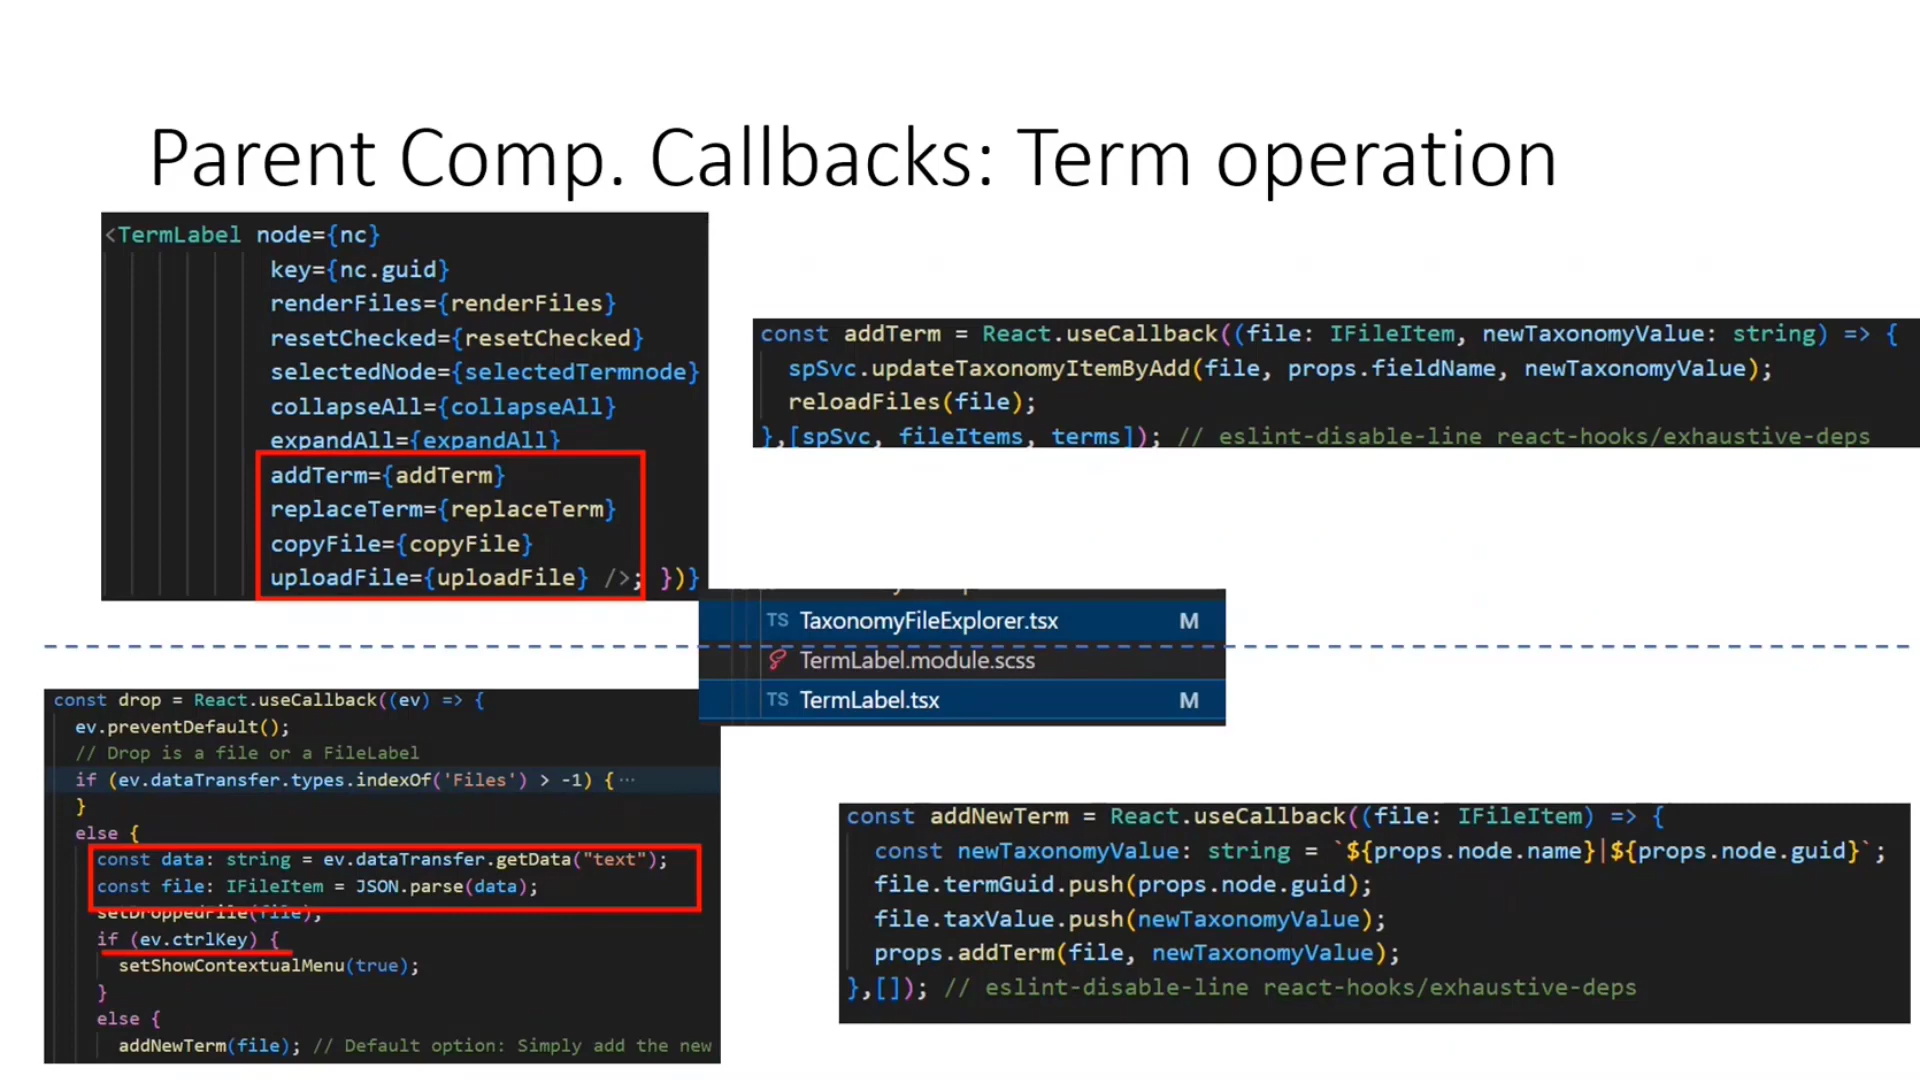 Parent Comp. Callbacks: Term operation
<TermLabel node={nc}
key={nc.guid}
renderFiles={renderFiles}
resetChecked={resetChecked}
selectedNode={selectedTermnode}
collapseAll={collapseAll}
expandAll={expandAll}
addTerm={addTerm}
replaceTerm={replaceTerm}
copyFile={copyFile}
uploadFile={uploadFile} />; })}
const addTerm = React.useCallback((file: IFileItem, newTaxonomyValue: string) => {
spSvc.updateTaxonomyItemByAdd(file, props.fieldName, newTaxonomyValue);
reloadFiles(file);
},[spSvc, fileItems, terms]); // eslint-disable-line react-hooks/exhaustive-deps
TS TaxonomyFileExplorer.tsx M
TermLabel.module.scss
TS TermLabel.tsx M
const drop = React.useCallback((ev) => {
ev.preventDefault();
// Drop is a file or a FileLabel
if (ev.dataTransfer.types.indexOf('Files') > -1) {···
}
else {
const data: string = ev.dataTransfer.getData("text");
const file: IFileItem = JSON.parse(data);
setDroppedFile(file);
if (ev.ctrlKey) {
setShowContextualMenu(true);
}
else {
addNewTerm(file); // Default option: Simply add the new
const addNewTerm = React.useCallback((file: IFileItem) => {
const newTaxonomyValue: string = `${props.node.name}|${props.node.guid}`;
file.termGuid.push(props.node.guid);
file.taxValue.push(newTaxonomyValue);
props.addTerm(file, newTaxonomyValue);
},[]); // eslint-disable-line react-hooks/exhaustive-deps